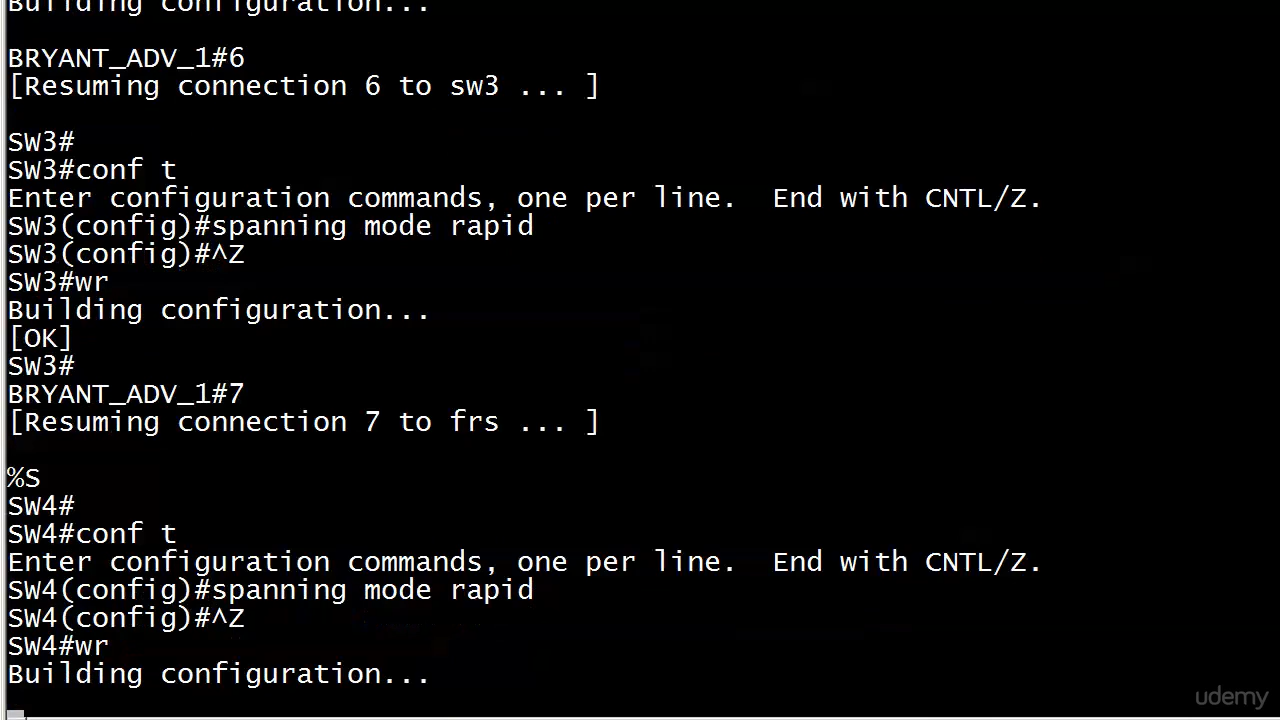 Building configuration...
BRYANT_ADV_1#6
[Resuming connection 6 to sw3 ... ]
SW3#
SW3#conf t
Enter configuration commands, one per line.  End with CNTL/Z.
SW3(config)#spanning mode rapid
SW3(config)#^Z
SW3#wr
Building configuration...
[OK]
SW3#
BRYANT_ADV_1#7
[Resuming connection 7 to frs ... ]
%S
SW4#
SW4#conf t
Enter configuration commands, one per line.  End with CNTL/Z.
SW4(config)#spanning mode rapid
SW4(config)#^Z
SW4#wr
Building configuration...
udemy